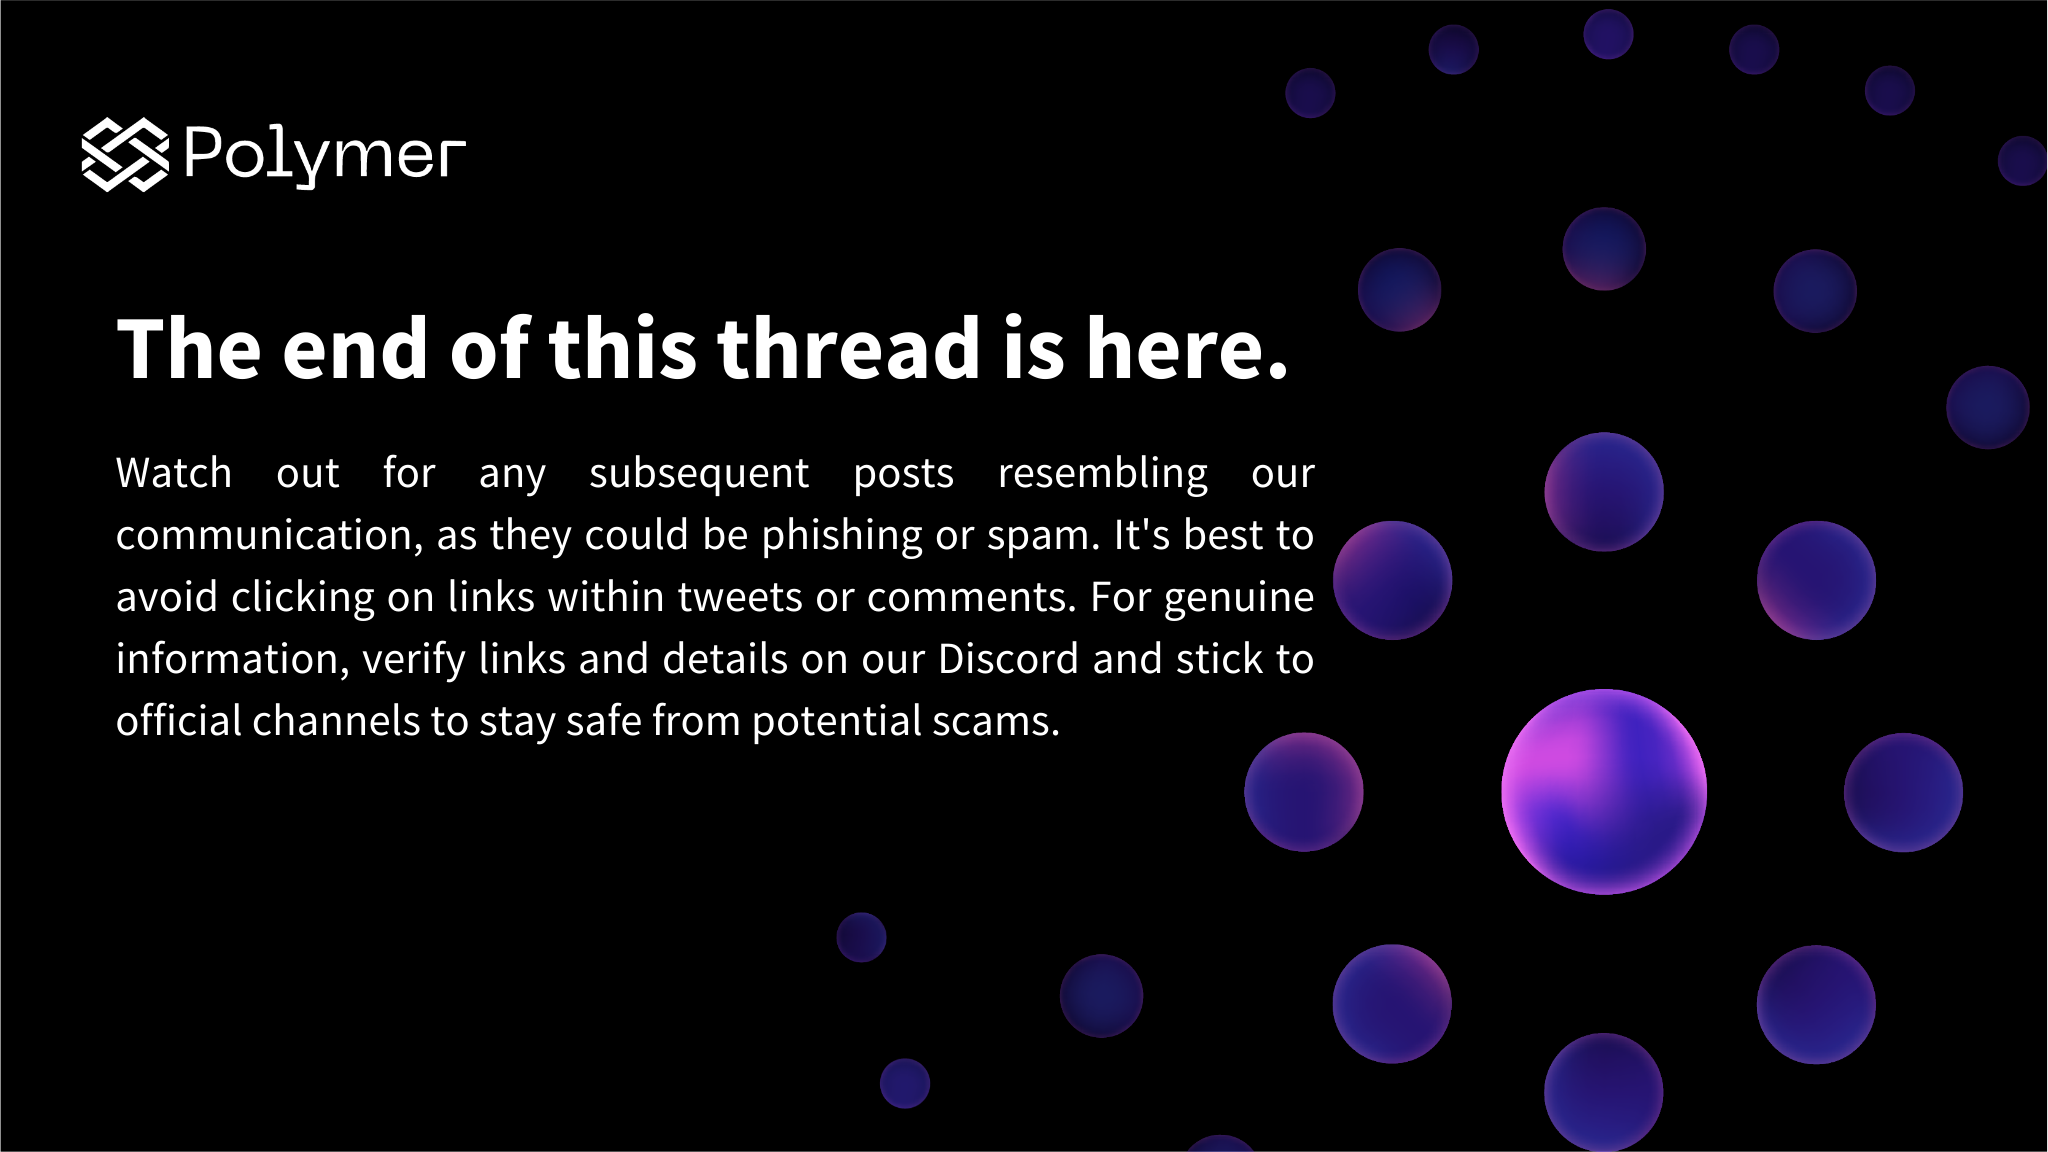 Polymer
The end of this thread is here.
Watch out for any subsequent posts resembling our
communication, as they could be phishing or spam. It's best to
avoid clicking on links within tweets or comments. For genuine
information, verify links and details on our Discord and stick to
official channels to stay safe from potential scams.